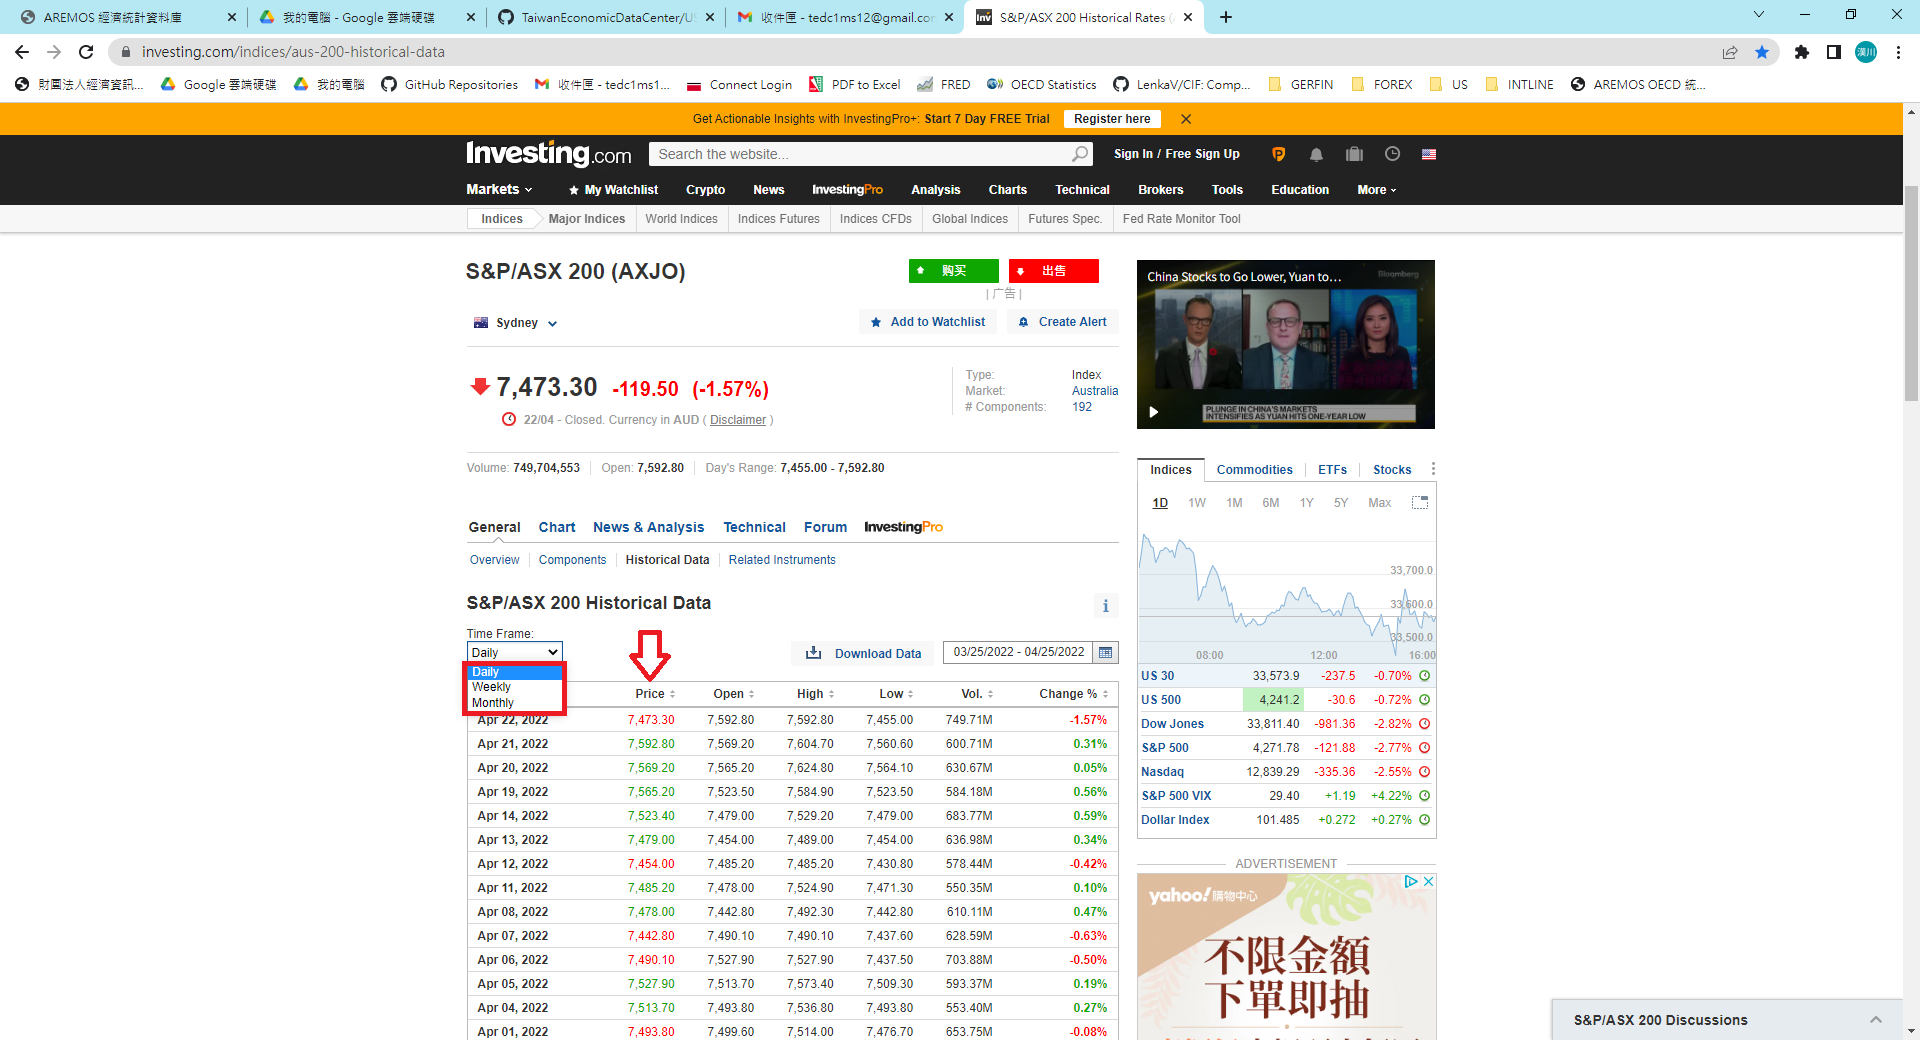 AREMOS 經濟統計資料庫
我的電腦 - Google 雲端硬碟
TaiwanEconomicDataCenter/US
收件匣 - tedc1ms12@gmail.com
S&P/ASX 200 Historical Rates (
investing.com/indices/aus-200-historical-data
漢川
財團法人經濟資訊...
Google 雲端硬碟
我的電腦
GitHub Repositories
收件匣 - tedc1ms1...
Connect Login
PDF to Excel
FRED
OECD Statistics
LenkaV/CIF: Comp...
GERFIN
FOREX
US
INTLINE
AREMOS OECD 統...
Get Actionable Insights with InvestingPro+: Start 7 Day FREE Trial
Register here
Investing.com
Search the website...
Sign In / Free Sign Up
Markets
My Watchlist
Crypto
News
InvestingPro
Analysis
Charts
Technical
Brokers
Tools
Education
More
Indices
Major Indices
World Indices
Indices Futures
Indices CFDs
Global Indices
Futures Spec.
Fed Rate Monitor Tool
S&P/ASX 200 (AXJO)
购买
出售
| 广告 |
Sydney
Add to Watchlist
Create Alert
7,473.30 -119.50 (-1.57%)
22/04 - Closed. Currency in AUD ( Disclaimer )
Type: Index
Market: Australia
# Components: 192
Volume: 749,704,553
Open: 7,592.80
Day's Range: 7,455.00 - 7,592.80
General
Chart
News & Analysis
Technical
Forum
InvestingPro
Overview
Components
Historical Data
Related Instruments
S&P/ASX 200 Historical Data
i
Time Frame:
Daily
Daily
Weekly
Monthly
Download Data
03/25/2022 - 04/25/2022
Price Open High Low Vol. Change %
Apr 22, 2022 7,473.30 7,592.80 7,592.80 7,455.00 749.71M -1.57%
Apr 21, 2022 7,592.80 7,569.20 7,604.70 7,560.60 600.71M 0.31%
Apr 20, 2022 7,569.20 7,565.20 7,624.80 7,564.10 630.67M 0.05%
Apr 19, 2022 7,565.20 7,523.50 7,584.90 7,523.50 584.18M 0.56%
Apr 14, 2022 7,523.40 7,479.00 7,529.20 7,479.00 683.77M 0.59%
Apr 13, 2022 7,479.00 7,454.00 7,489.00 7,454.00 636.98M 0.34%
Apr 12, 2022 7,454.00 7,485.20 7,485.20 7,430.80 578.44M -0.42%
Apr 11, 2022 7,485.20 7,478.00 7,524.90 7,471.30 550.35M 0.10%
Apr 08, 2022 7,478.00 7,442.80 7,492.30 7,442.80 610.11M 0.47%
Apr 07, 2022 7,442.80 7,490.10 7,490.10 7,437.60 628.59M -0.63%
Apr 06, 2022 7,490.10 7,527.90 7,527.90 7,437.50 703.88M -0.50%
Apr 05, 2022 7,527.90 7,513.70 7,573.40 7,509.30 593.37M 0.19%
Apr 04, 2022 7,513.70 7,493.80 7,536.80 7,493.80 553.40M 0.27%
Apr 01, 2022 7,493.80 7,499.60 7,514.00 7,476.70 653.75M -0.08%
China Stocks to Go Lower, Yuan to…
Bloomberg
PLUNGE IN CHINA'S MARKETS
INTENSIFIES AS YUAN HITS ONE-YEAR LOW
Indices
Commodities
ETFs
Stocks
1D 1W 1M 6M 1Y 5Y Max
33,700.0
33,600.0
33,500.0
08:00 12:00 16:00
US 30 33,573.9 -237.5 -0.70%
US 500 4,241.2 -30.6 -0.72%
Dow Jones 33,811.40 -981.36 -2.82%
S&P 500 4,271.78 -121.88 -2.77%
Nasdaq 12,839.29 -335.36 -2.55%
S&P 500 VIX 29.40 +1.19 +4.22%
Dollar Index 101.485 +0.272 +0.27%
ADVERTISEMENT
yahoo! 購物中心
不限金額
下單即抽
S&P/ASX 200 Discussions